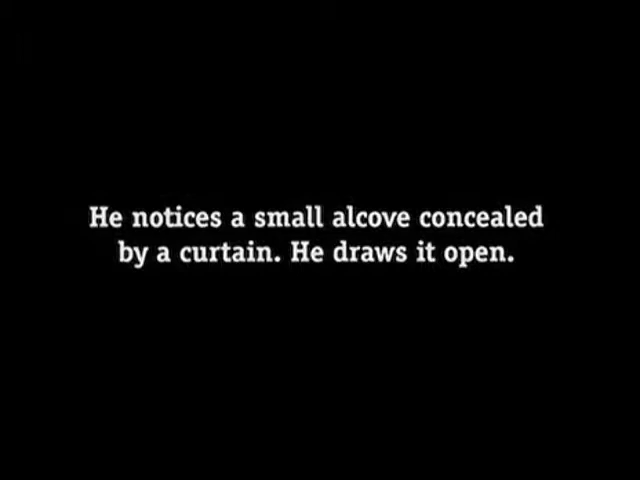 He notices a small alcove concealed
by a curtain. He draws it open.